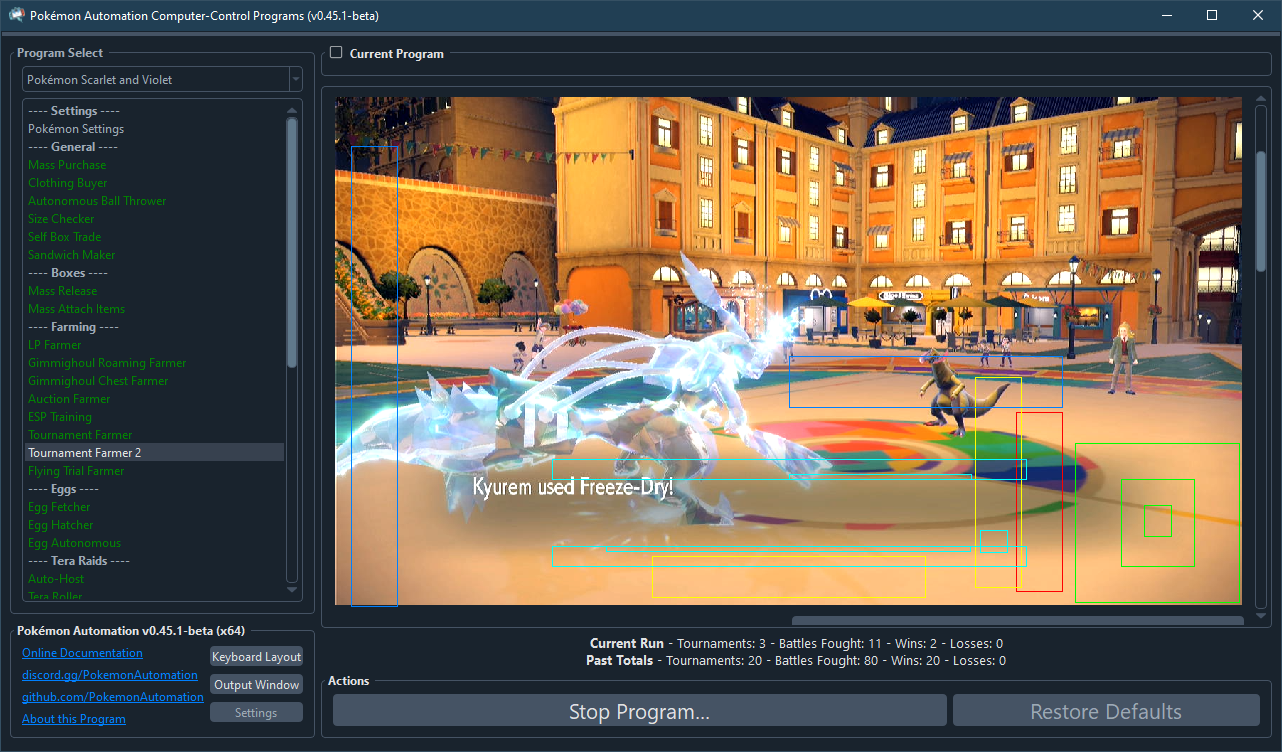 Pokémon Automation Computer-Control Programs (v0.45.1-beta)
Program Select
Pokémon Scarlet and Violet
---- Settings ----
Pokémon Settings
---- General ----
Mass Purchase
Clothing Buyer
Autonomous Ball Thrower
Size Checker
Self Box Trade
Sandwich Maker
---- Boxes ----
Mass Release
Mass Attach Items
---- Farming ----
LP Farmer
Gimmighoul Roaming Farmer
Gimmighoul Chest Farmer
Auction Farmer
ESP Training
Tournament Farmer
Tournament Farmer 2
Flying Trial Farmer
---- Eggs ----
Egg Fetcher
Egg Hatcher
Egg Autonomous
---- Tera Raids ----
Auto-Host
Tera Roller
Pokémon Automation v0.45.1-beta (x64)
Online Documentation
Keyboard Layout
discord.gg/PokemonAutomation
Output Window
github.com/PokemonAutomation
Settings
About this Program
Current Program
Kyurem used Freeze-Dry!
Current Run - Tournaments: 3 - Battles Fought: 11 - Wins: 2 - Losses: 0
Past Totals - Tournaments: 20 - Battles Fought: 80 - Wins: 20 - Losses: 0
Actions
Stop Program...
Restore Defaults